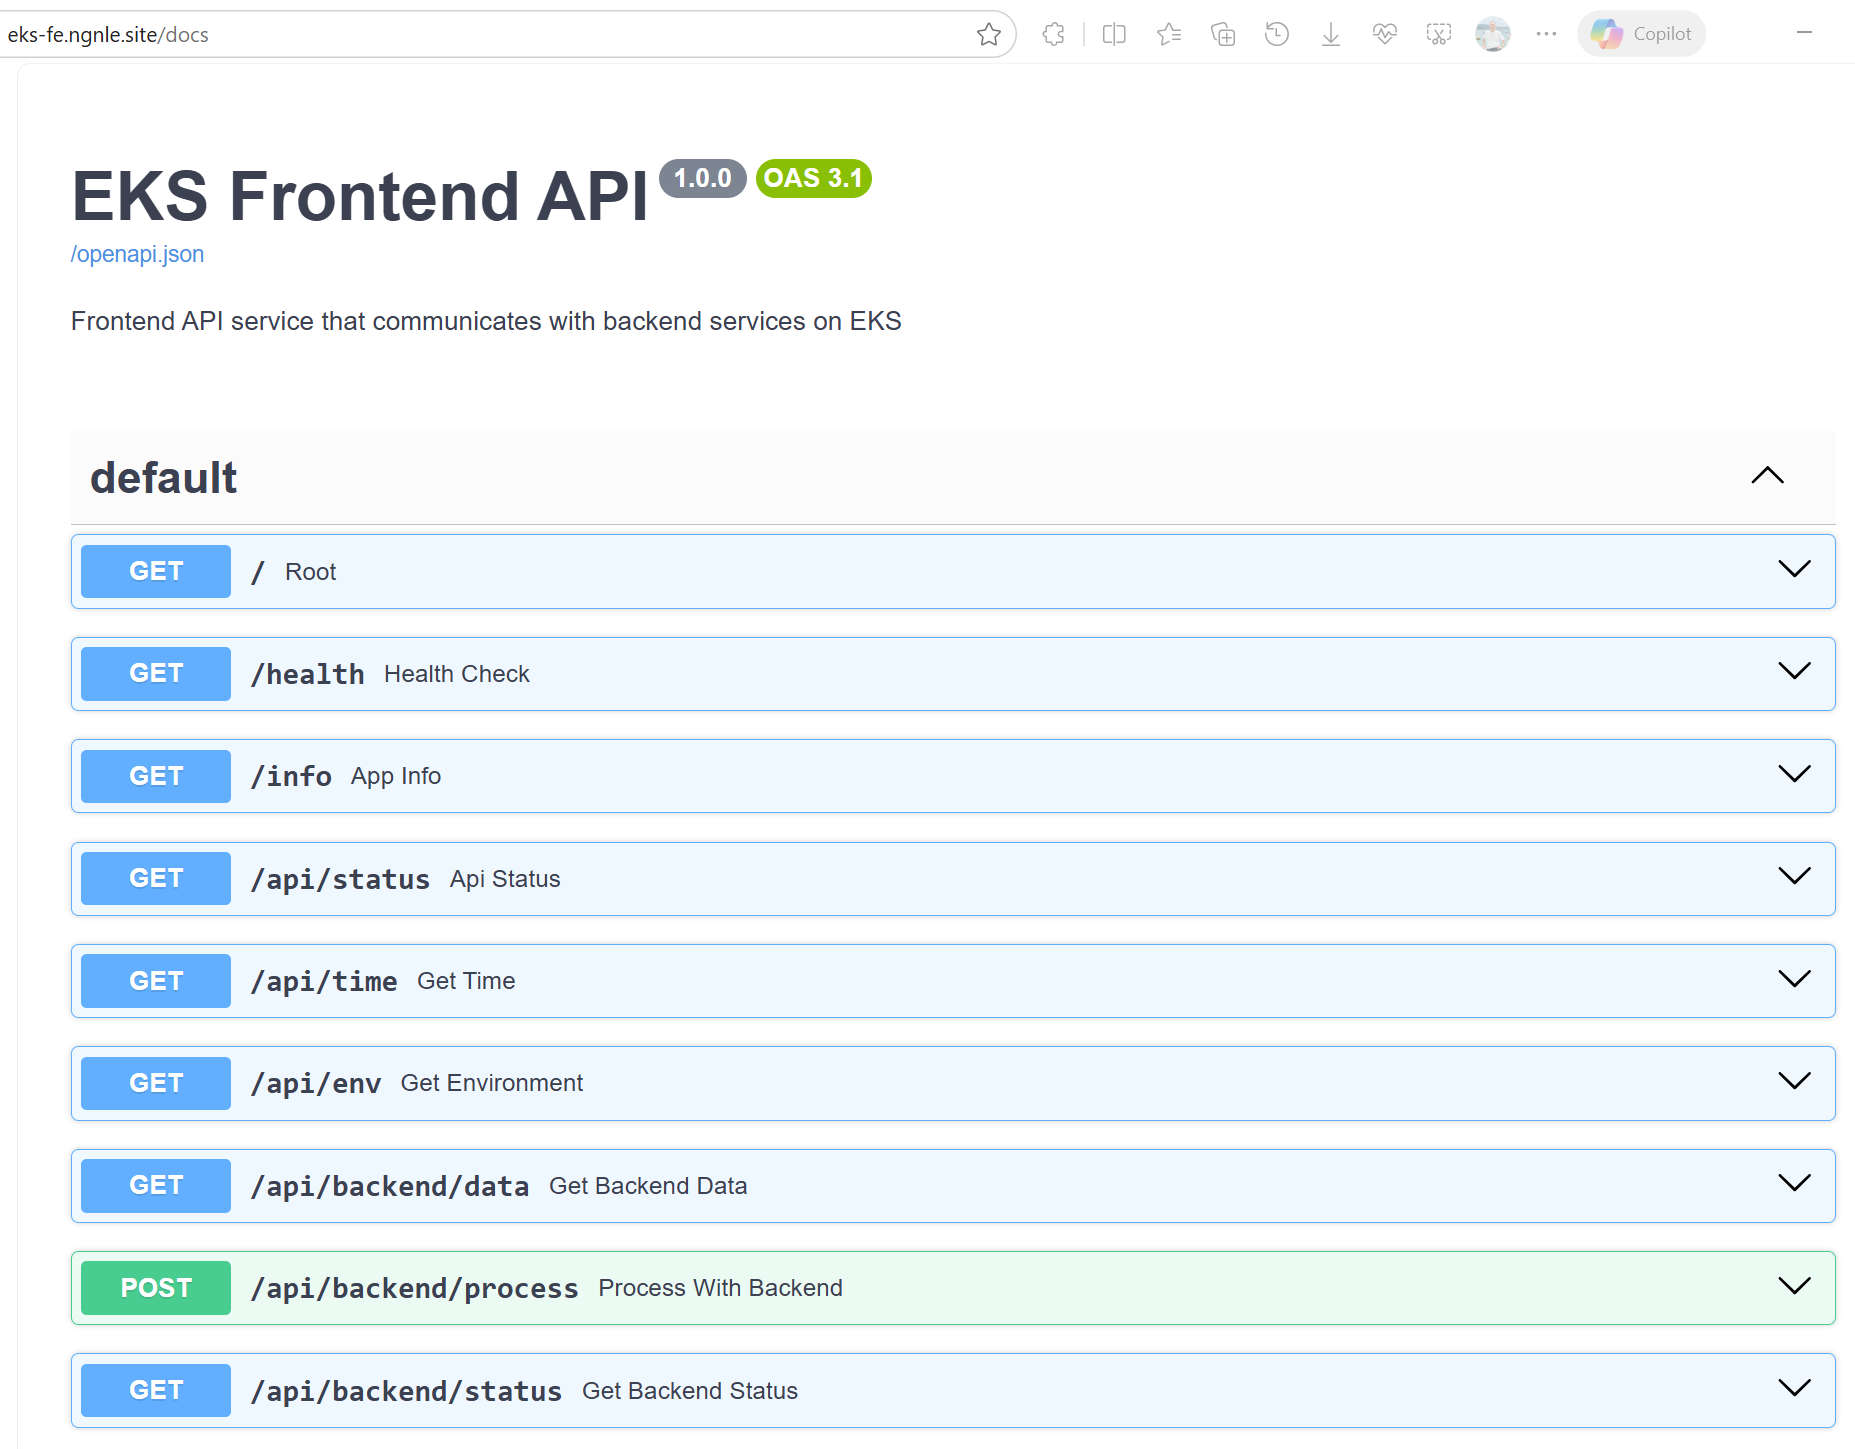 eks-fe.ngnle.site/docs
Copilot
EKS Frontend API 1.0.0 OAS 3.1
/openapi.json
Frontend API service that communicates with backend services on EKS
default
GET / Root
GET /health Health Check
GET /info App Info
GET /api/status Api Status
GET /api/time Get Time
GET /api/env Get Environment
GET /api/backend/data Get Backend Data
POST /api/backend/process Process With Backend
GET /api/backend/status Get Backend Status